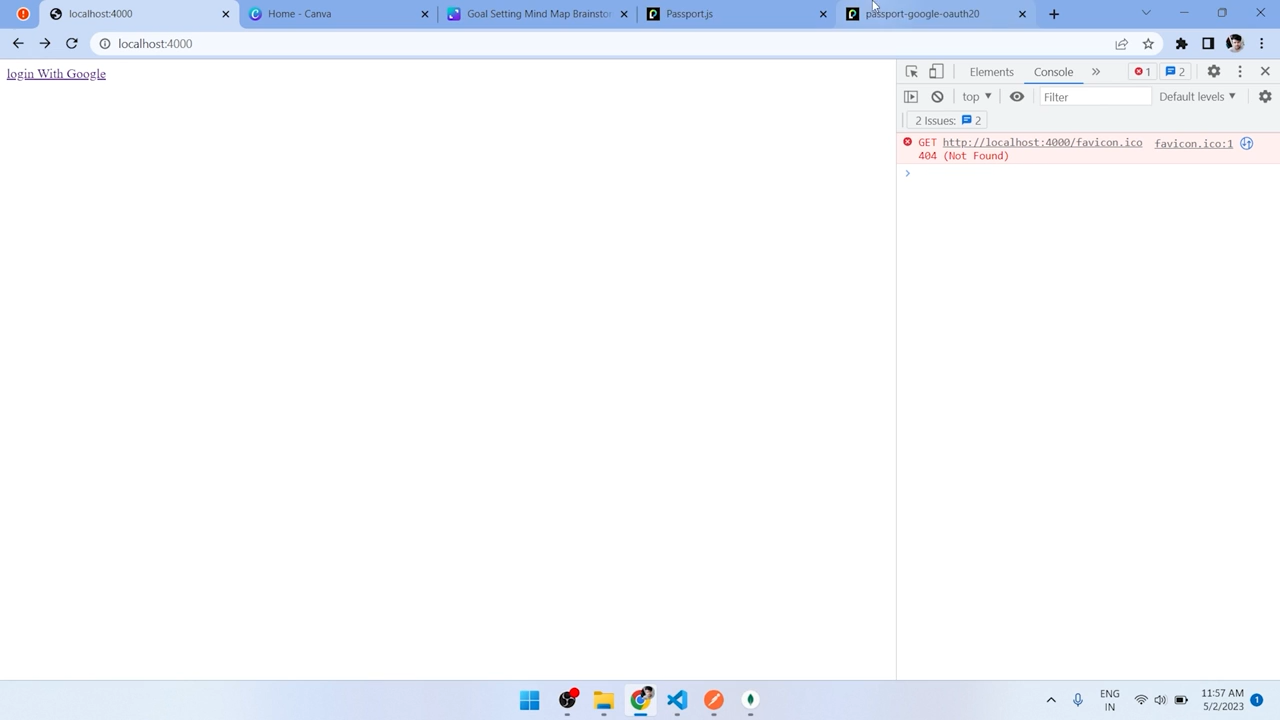 localhost:4000
Home - Canva
Goal Setting Mind Map Brainstor
Passport.js
passport-google-oauth20
localhost:4000
login With Google
Elements
Console
1
2
top
Filter
Default levels
2 Issues:
2
GET http://localhost:4000/favicon.ico
favicon.ico:1
404 (Not Found)
ENG
IN
11:57 AM
5/2/2023
1